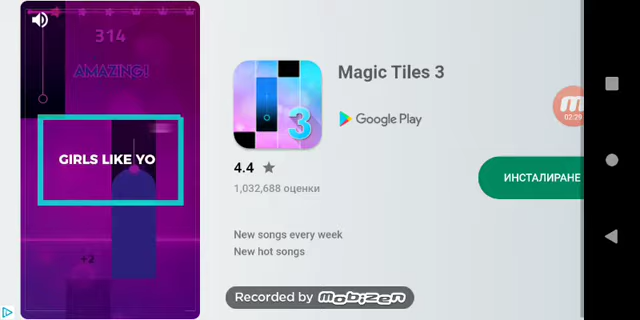 314
AMAZING!
GIRLS LIKE YO
+2
3
Magic Tiles 3
Google Play
4.4
1,032,688 оценки
ИНСТАЛИРАНЕ
02:29
New songs every week
New hot songs
Recorded by MOBIZEN